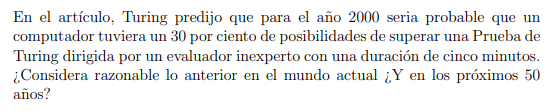 En el artículo, Turing predijo que para el año 2000 seria probable que un
computador tuviera un 30 por ciento de posibilidades de superar una Prueba de
Turing dirigida por un evaluador inexperto con una duración de cinco minutos.
¿Considera razonable lo anterior en el mundo actual ¿Y en los próximos 50
años?